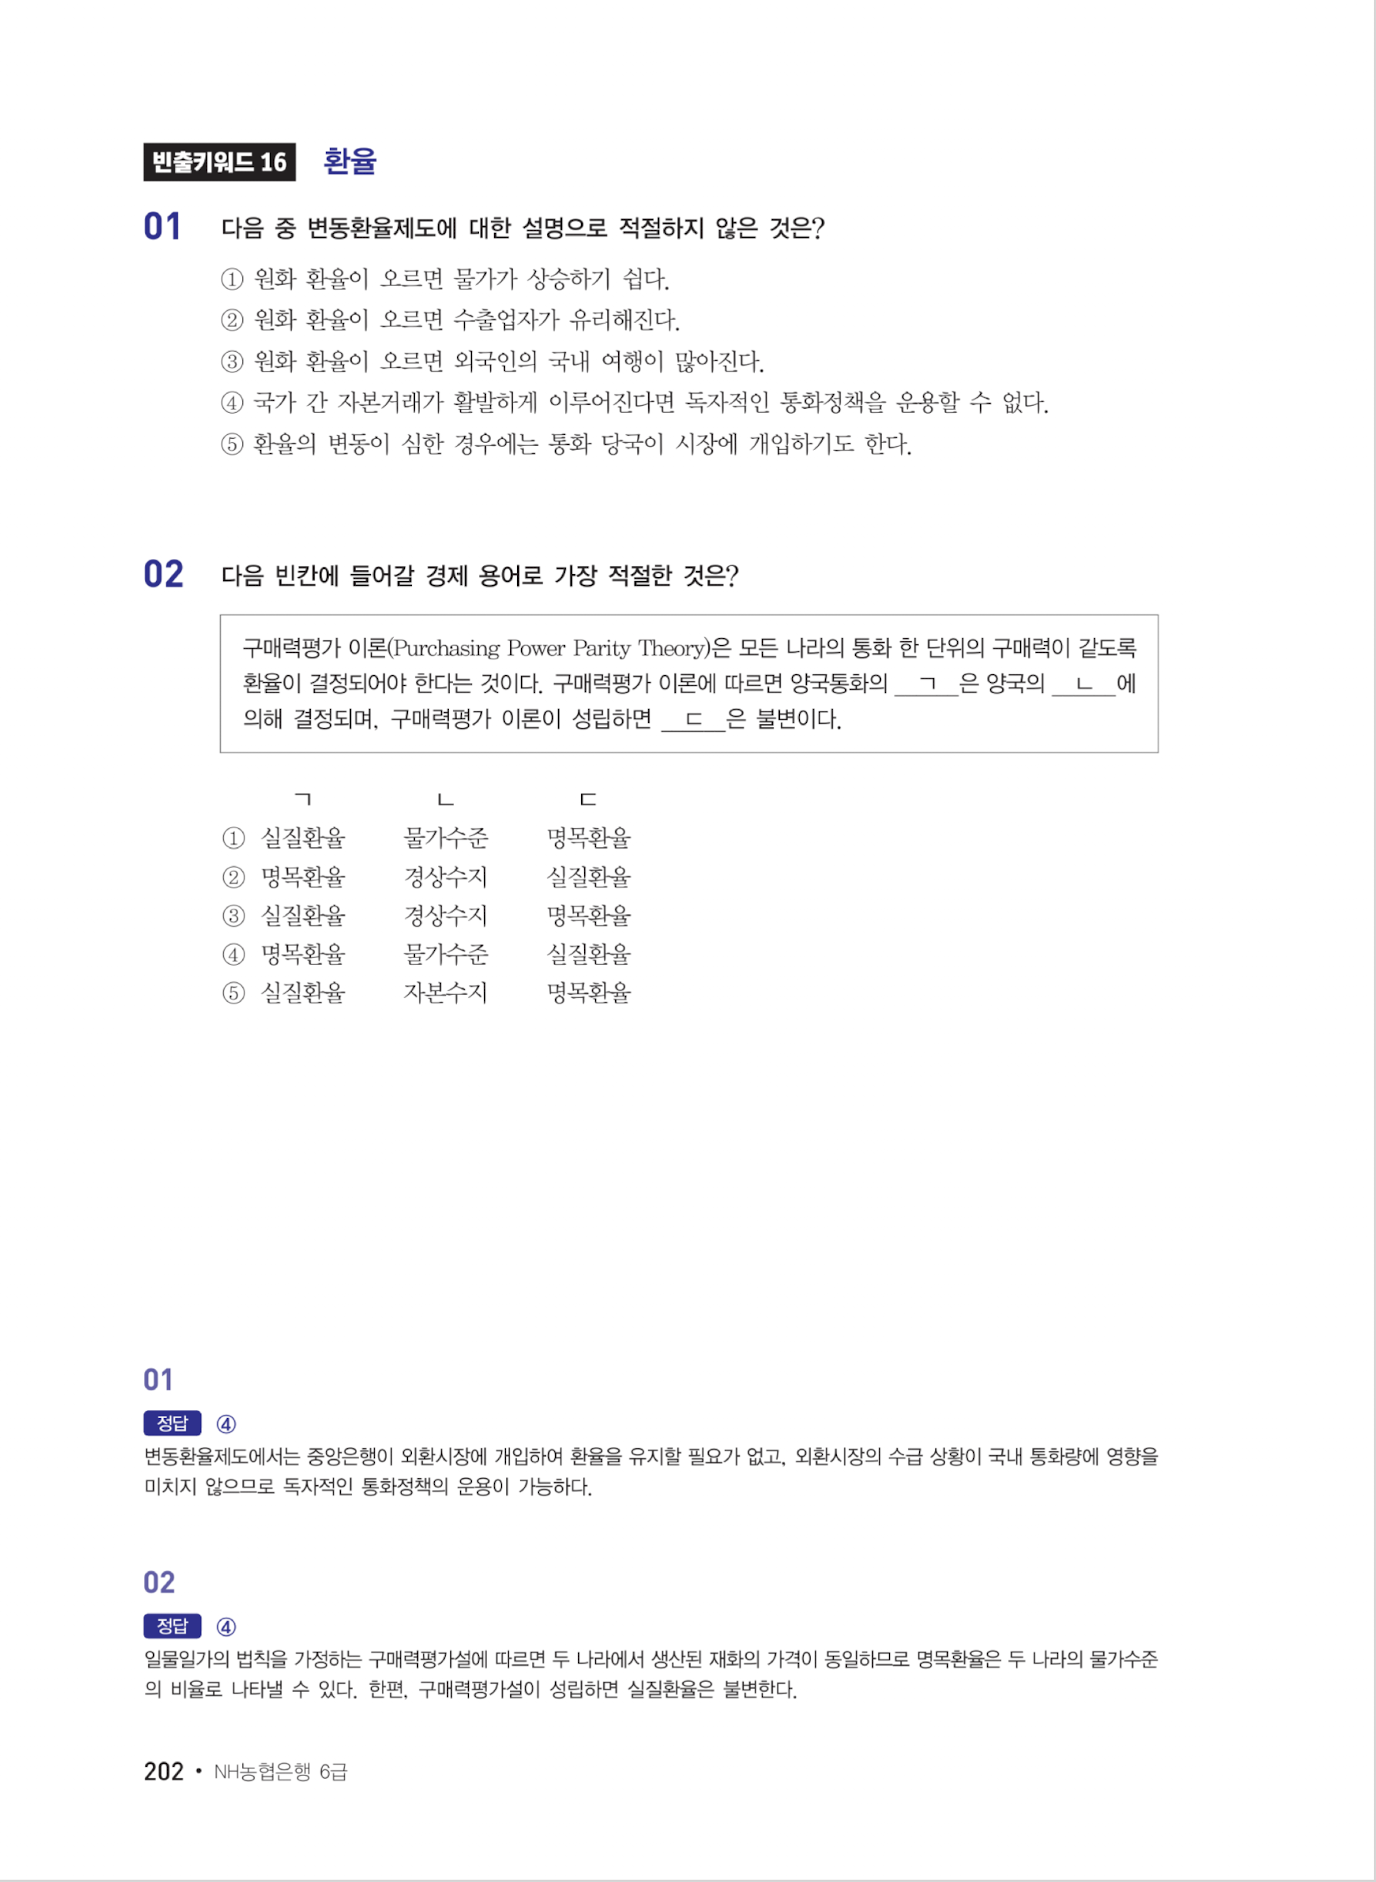 빈출키워드 16 환율
01 다음 중 변동환율제도에 대한 설명으로 적절하지 않은 것은?
① 원화 환율이 오르면 물가가 상승하기 쉽다.
② 원화 환율이 오르면 수출업자가 유리해진다.
③ 원화 환율이 오르면 외국인의 국내 여행이 많아진다.
④ 국가 간 자본거래가 활발하게 이루어진다면 독자적인 통화정책을 운용할 수 없다.
⑤ 환율의 변동이 심한 경우에는 통화 당국이 시장에 개입하기도 한다.
02 다음 빈칸에 들어갈 경제 용어로 가장 적절한 것은?
구매력평가 이론(Purchasing Power Parity Theory)은 모든 나라의 통화 한 단위의 구매력이 같도록
환율이 결정되어야 한다는 것이다. 구매력평가 이론에 따르면 양국통화의 ㄱ 은 양국의 ㄴ 에
의해 결정되며, 구매력평가 이론이 성립하면 ㄷ 은 불변이다.
ㄱ ㄴ ㄷ
① 실질환율 물가수준 명목환율
② 명목환율 경상수지 실질환율
③ 실질환율 경상수지 명목환율
④ 명목환율 물가수준 실질환율
⑤ 실질환율 자본수지 명목환율
01
정답 ④
변동환율제도에서는 중앙은행이 외환시장에 개입하여 환율을 유지할 필요가 없고, 외환시장의 수급 상황이 국내 통화량에 영향을
미치지 않으므로 독자적인 통화정책의 운용이 가능하다.
02
정답 ④
일물일가의 법칙을 가정하는 구매력평가설에 따르면 두 나라에서 생산된 재화의 가격이 동일하므로 명목환율은 두 나라의 물가수준
의 비율로 나타낼 수 있다. 한편, 구매력평가설이 성립하면 실질환율은 불변한다.
202 • NH농협은행 6급